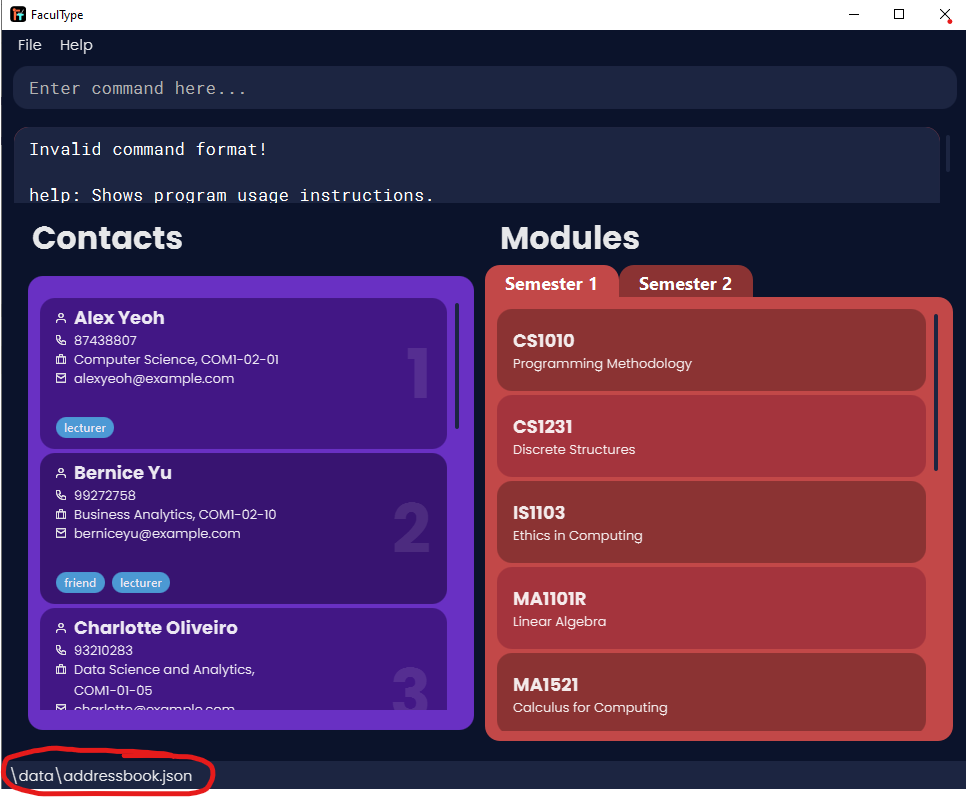 FaculType
File Help
Enter command here...
Invalid command format!
help: Shows program usage instructions.
Contacts
Alex Yeoh
87438807
Computer Science, COM1-02-01
alexyeoh@example.com
1
lecturer
Bernice Yu
99272758
Business Analytics, COM1-02-10
berniceyu@example.com
2
friend lecturer
Charlotte Oliveiro
93210283
Data Science and Analytics,
COM1-01-05
charlotte@example.com
3
Modules
Semester 1 Semester 2
CS1010
Programming Methodology
CS1231
Discrete Structures
IS1103
Ethics in Computing
MA1101R
Linear Algebra
MA1521
Calculus for Computing
\data\addressbook.json